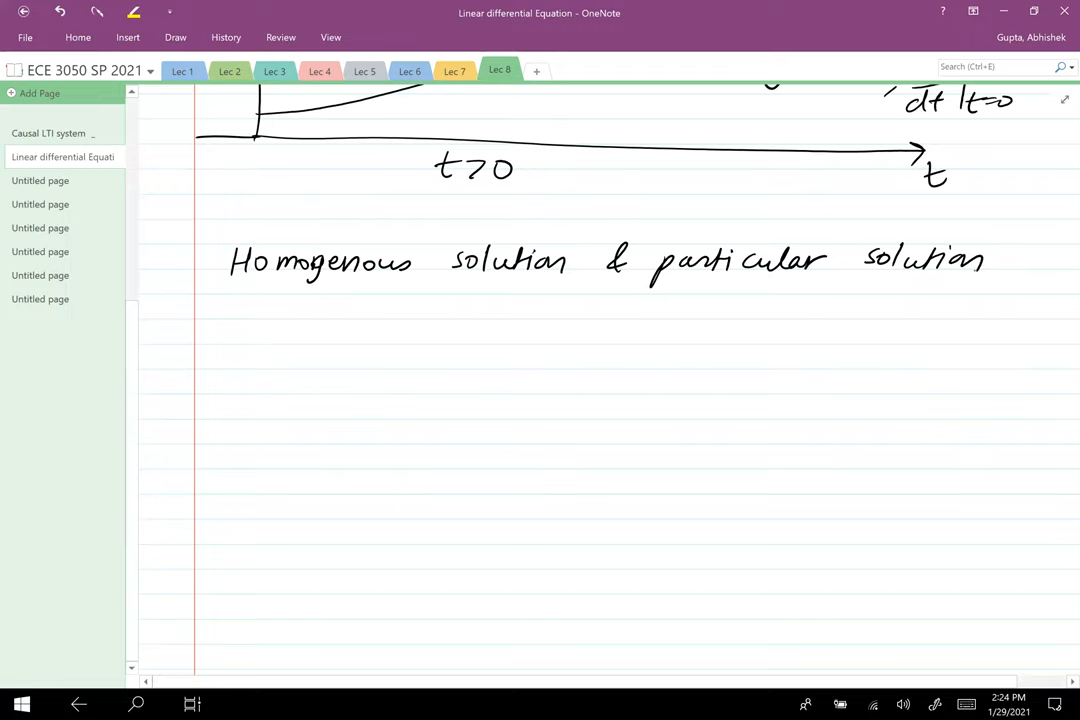 Linear differential Equation - OneNote
?
File Home Insert Draw History Review View
Gupta, Abhishek
ECE 3050 SP 2021
Lec 1 Lec 2 Lec 3 Lec 4 Lec 5 Lec 6 Lec 7 Lec 8 +
Search (Ctrl+E)
Add Page
Causal LTI system _
Linear differential Equati
Untitled page
Untitled page
Untitled page
Untitled page
Untitled page
Untitled page
dt |t=0
t>0
t
Homogenous solution & particular solution
2:24 PM
1/29/2021